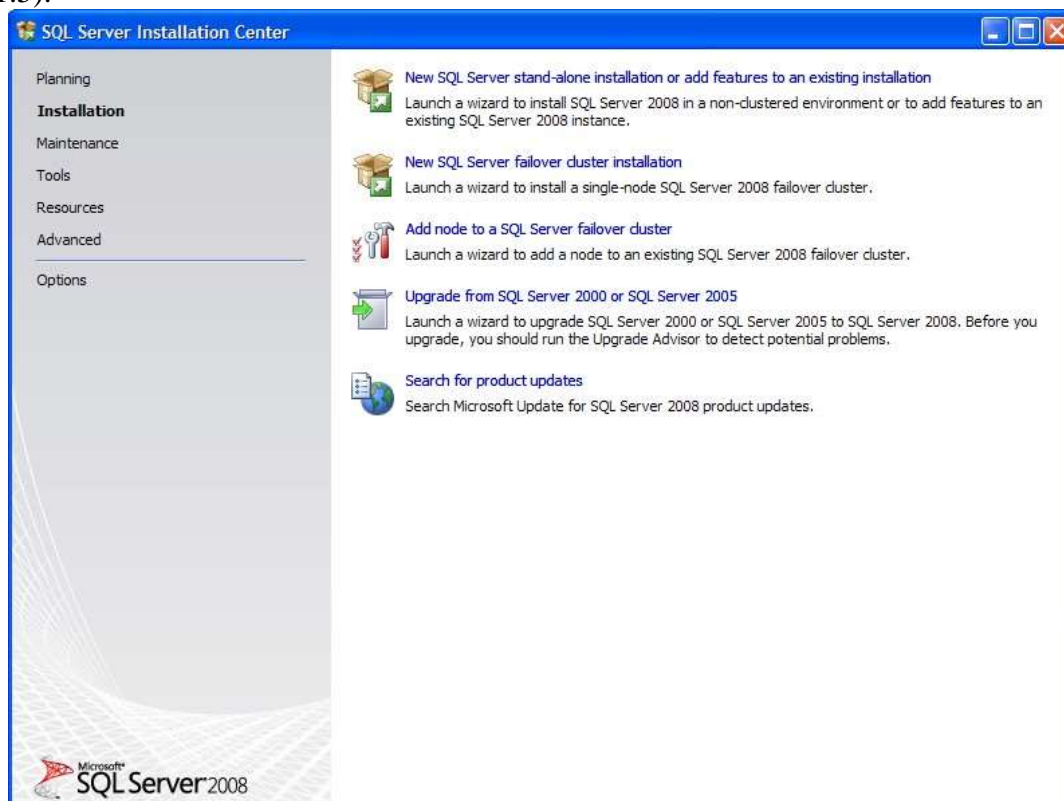 SQL Server Installation Center
Planning
Installation
Maintenance
Tools
Resources
Advanced
Options
New SQL Server stand-alone installation or add features to an existing installation
Launch a wizard to install SQL Server 2008 in a non-clustered environment or to add features to an
existing SQL Server 2008 instance.
New SQL Server failover cluster installation
Launch a wizard to install a single-node SQL Server 2008 failover cluster.
Add node to a SQL Server failover cluster
Launch a wizard to add a node to an existing SQL Server 2008 failover cluster.
Upgrade from SQL Server 2000 or SQL Server 2005
Launch a wizard to upgrade SQL Server 2000 or SQL Server 2005 to SQL Server 2008. Before you
upgrade, you should run the Upgrade Advisor to detect potential problems.
Search for product updates
Search Microsoft Update for SQL Server 2008 product updates.
Microsoft
SQL Server 2008